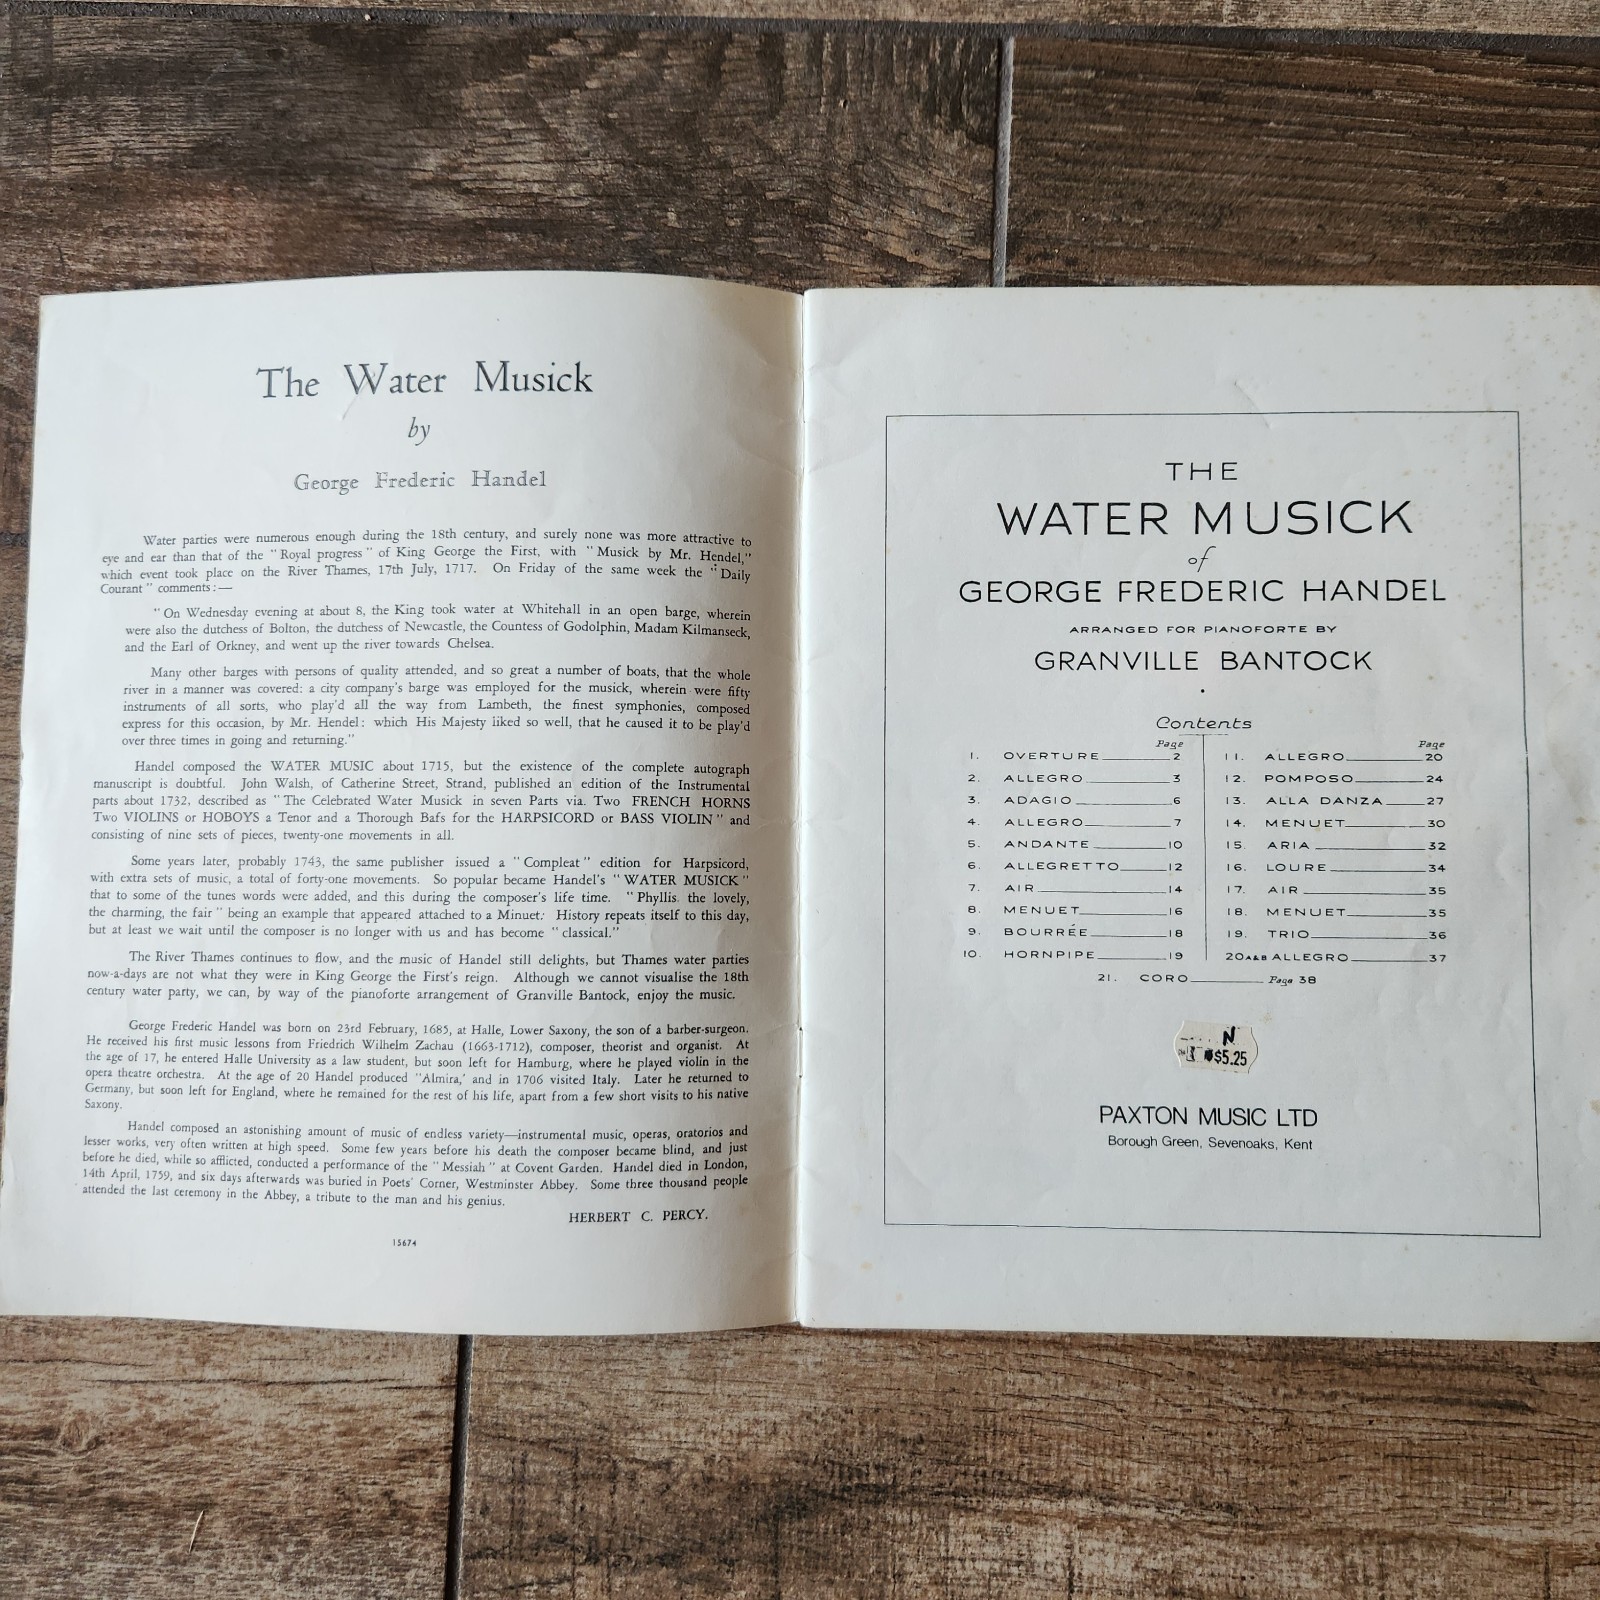 The Water Musick
by
George Frederic Handel
Water parties were numerous enough during the 18th century, and surely none was more attractive to
eye and ear than that of the "Royal progress" of King George the First, with "Musick by Mr. Hendel,"
which event took place on the River Thames, 17th July, 1717. On Friday of the same week the "Daily
Courant" comments:—
"On Wednesday evening at about 8, the King took water at Whitehall in an open barge, wherein
were also the dutchess of Bolton, the dutchess of Newcastle, the Countess of Godolphin, Madam Kilmanseck,
and the Earl of Orkney, and went up the river towards Chelsea.
Many other barges with persons of quality attended, and so great a number of boats, that the whole
river in a manner was covered: a city company's barge was employed for the musick, wherein were fifty
instruments of all sorts, who play'd all the way from Lambeth, the finest symphonies, composed
express for this occasion, by Mr. Hendel: which His Majesty liked so well, that he caused it to be play'd
over three times in going and returning."
Handel composed the WATER MUSIC about 1715, but the existence of the complete autograph
manuscript is doubtful. John Walsh, of Catherine Street, Strand, published an edition of the Instrumental
parts about 1732, described as "The Celebrated Water Musick in seven Parts via. Two FRENCH HORNS
Two VIOLINS or HOBOYS a Tenor and a Thorough Bafs for the HARPSICORD or BASS VIOLIN" and
consisting of nine sets of pieces, twenty-one movements in all.
Some years later, probably 1743, the same publisher issued a "Compleat" edition for Harpsicord,
with extra sets of music, a total of forty-one movements. So popular became Handel's "WATER MUSICK"
that to some of the tunes words were added, and this during the composer's life time. "Phyllis the lovely,
the charming, the fair" being an example that appeared attached to a Minuet: History repeats itself to this day,
but at least we wait until the composer is no longer with us and has become "classical."
The River Thames continues to flow, and the music of Handel still delights, but Thames water parties
now-a-days are not what they were in King George the First's reign. Although we cannot visualise the 18th
century water party, we can, by way of the pianoforte arrangement of Granville Bantock, enjoy the music.
George Frederic Handel was born on 23rd February, 1685, at Halle, Lower Saxony, the son of a barber-surgeon.
He received his first music lessons from Friedrich Wilhelm Zachau (1663-1712), composer, theorist and organist. At
the age of 17, he entered Halle University as a law student, but soon left for Hamburg, where he played violin in the
opera theatre orchestra. At the age of 20 Handel produced "Almira,' and in 1706 visited Italy. Later he returned to
Germany, but soon left for England, where he remained for the rest of his life, apart from a few short visits to his native
Saxony.
Handel composed an astonishing amount of music of endless variety—instrumental music, operas, oratorios and
lesser works, very often written at high speed. Some few years before his death the composer became blind, and just
before he died, while so afflicted, conducted a performance of the "Messiah" at Covent Garden. Handel died in London,
14th April, 1759, and six days afterwards was buried in Poets' Corner, Westminster Abbey. Some three thousand people
attended the last ceremony in the Abbey, a tribute to the man and his genius.
HERBERT C. PERCY.
15674
THE
WATER MUSICK
of
GEORGE FREDERIC HANDEL
ARRANGED FOR PIANOFORTE BY
GRANVILLE BANTOCK
Contents
Page
1. OVERTURE 2
2. ALLEGRO 3
3. ADAGIO 6
4. ALLEGRO 7
5. ANDANTE 10
6. ALLEGRETTO 12
7. AIR 14
8. MENUET 16
9. BOURRÉE 18
10. HORNPIPE 19
Page
11. ALLEGRO 20
12. POMPOSO 24
13. ALLA DANZA 27
14. MENUET 30
15. ARIA 32
16. LOURE 34
17. AIR 35
18. MENUET 35
19. TRIO 36
20A&B ALLEGRO 37
21. CORO Page 38
N
$5.25
PAXTON MUSIC LTD
Borough Green, Sevenoaks, Kent